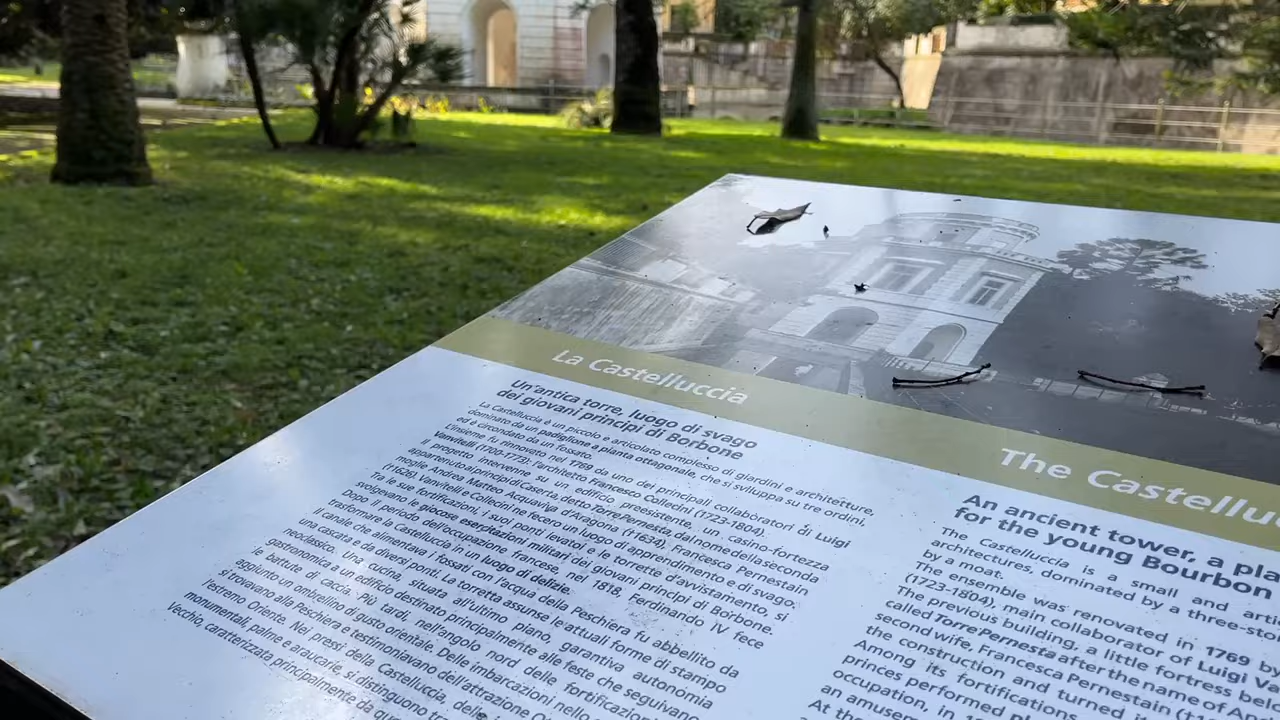 La Castelluccia
Un'antica torre, luogo di svago
dei giovani principi di Borbone
La Castelluccia è un piccolo e articolato complesso di giardini e architetture,
dominato da un padiglione a pianta ottagonale, che si sviluppa su tre ordini,
ed è circondato da un fossato.
L'insieme fu rinnovato nel 1769 da uno dei principali collaboratori di Luigi
Vanvitelli (1700-1773): l'architetto Francesco Collecini (1723-1804).
Il progetto intervenne su un edificio preesistente, un casino-fortezza
appartenuto ai principi di Caserta, detto Torre Pernesta, dal nome della seconda
moglie Andrea Matteo Acquaviva d'Aragona (1634), Francesca Pernestain
(1626). Vanvitelli e Collecini ne fecero un luogo di apprendimento e di svago.
Tra le sue fortificazioni, i suoi ponti levatoi e le torrette d'avvistamento, si
svolgevano le giocose esercitazioni militari dei giovani principi di Borbone.
Dopo il periodo dell'occupazione francese, nel 1818, Ferdinando IV fece
trasformare la Castelluccia in un luogo di delizie.
Il canale che alimentava i fossati con l'acqua della Peschiera fu abbellito da
una cascata e da diversi ponti. La torretta assunse le attuali forme di stampo
neoclassico. Una cucina, situata all'ultimo piano, garantiva autonomia
gastronomica a un edificio destinato principalmente alle feste che seguivano
le battute di caccia. Più tardi, nell'angolo nord delle fortificazioni
aggiunto un ombrellino di gusto orientale. Delle imbarcazioni nello
si trovavano alla Peschiera e testimoniavano dell'attrazione
l'estremo Oriente. Nei pressi della Castelluccia, delle
monumentali, palme e araucarie, si distinguono
Vecchio, caratterizzata principalmente da
The Castellu
An ancient tower, a pla
for the young Bourbon
The Castelluccia is a small and arti
architectures, dominated by a three-sto
by a moat.
The ensemble was renovated in 1769 by
(1723-1804), main collaborator of Luigi Va
The previous building, a little fortress bel
called Torre Pernesta after the name of An
second wife, Francesca Pernestain
the construction and turned it
Among its fortifications
princes performed
occupation, in
an amusem
At the